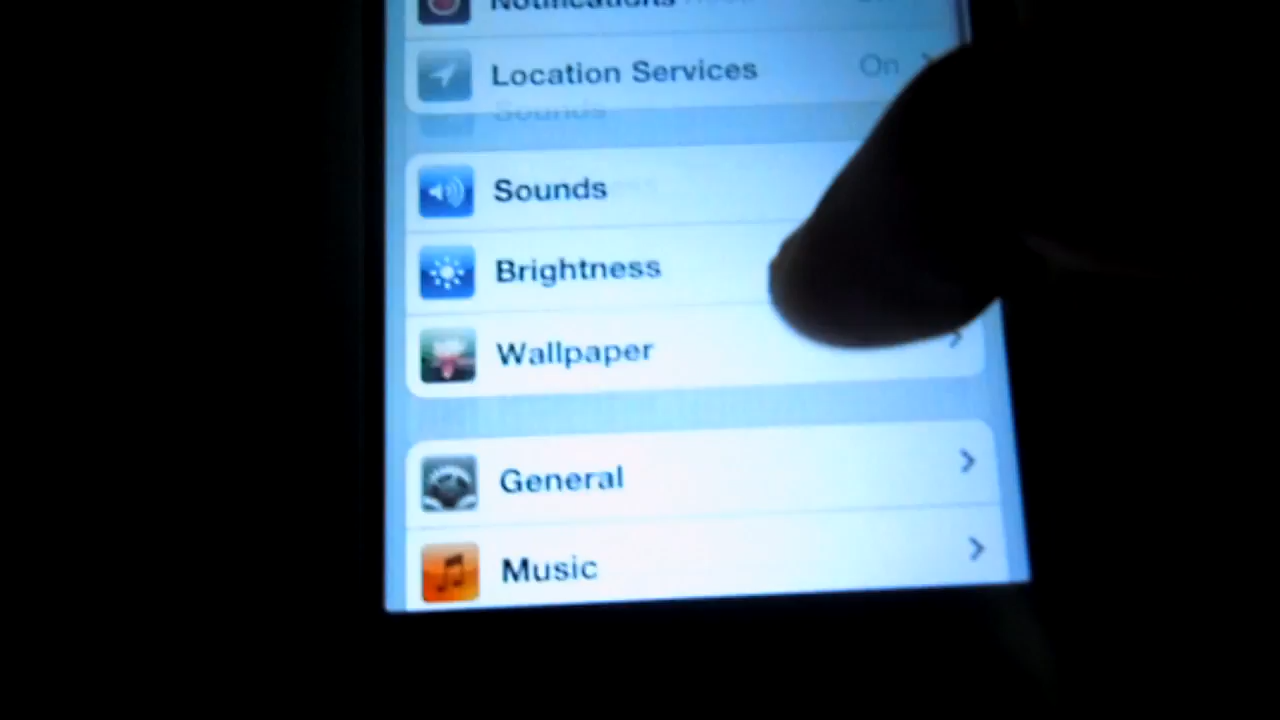 Notifications
Location Services On
Sounds
Sounds
Brightness
Wallpaper
General
Music